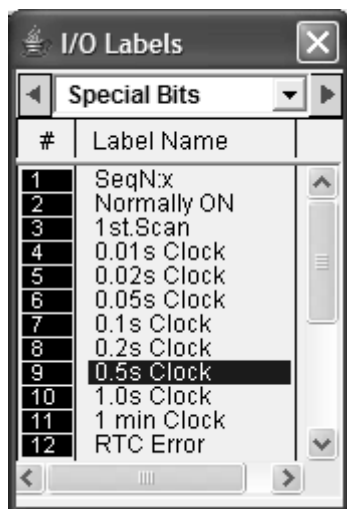 I/O Labels
Special Bits
# Label Name
1 SeqN:x
2 Normally ON
3 1st.Scan
4 0.01s Clock
5 0.02s Clock
6 0.05s Clock
7 0.1s Clock
8 0.2s Clock
9 0.5s Clock
10 1.0s Clock
11 1 min Clock
12 RTC Error